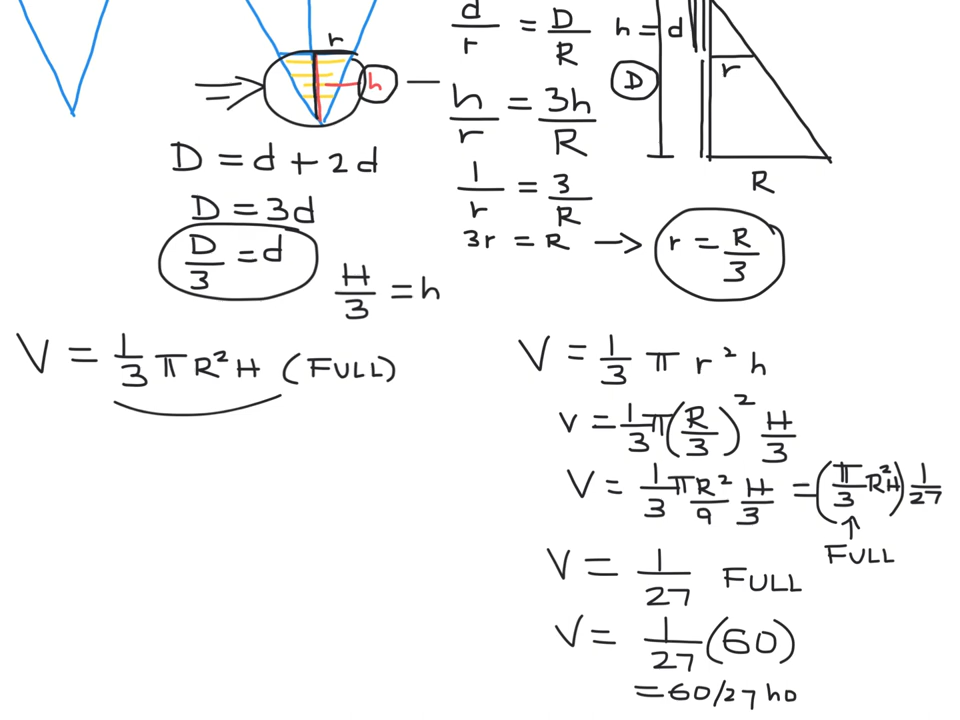 r
h
D = d + 2d
D = 3d
D/3 = d
H/3 = h
d/r = D/R
h/r = 3h/R
1/r = 3/R
3r = R → r = R/3
h = d
D
r
R
V = 1/3 π R² H (FULL)
V = 1/3 π r² h
V = 1/3 π (R/3)² H/3
V = 1/3 π R²/9 H/3 = (π/3 R² H) 1/27
↑
FULL
V = 1/27 FULL
V = 1/27 (60)
= 60/27 ho